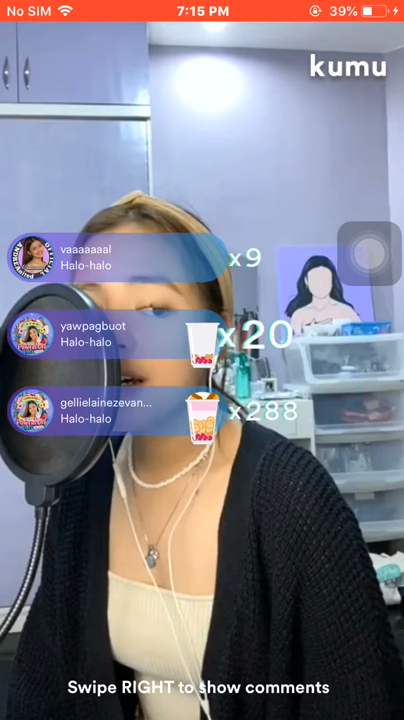 No SIM 7:15 PM 39%
kumu
vaaaaaaal
Halo-halo
x9
yawpagbuot
Halo-halo
x20
gellielainezevan...
Halo-halo
x288
Swipe RIGHT to show comments